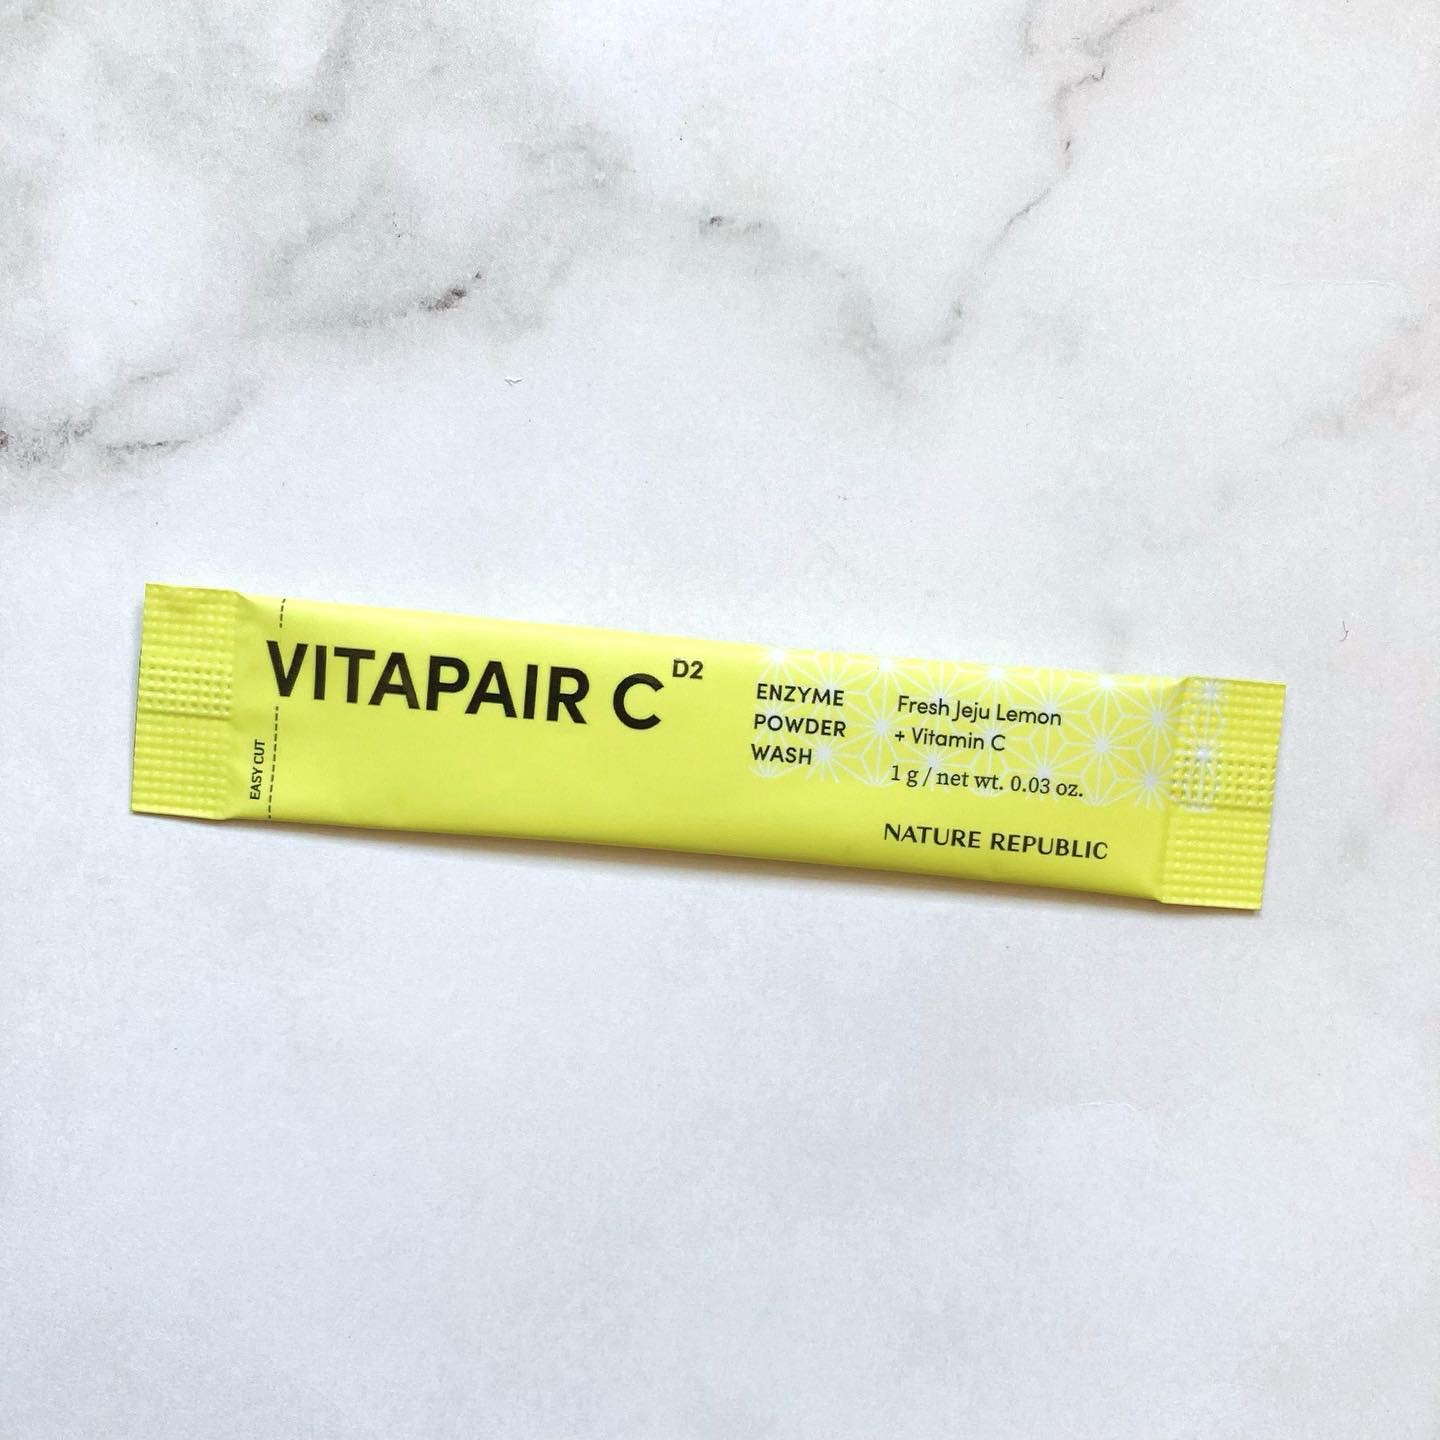 EASY CUT
VITAPAIR C D2
ENZYME
POWDER
WASH
Fresh Jeju Lemon
+ Vitamin C
1 g / net wt. 0.03 oz.
NATURE REPUBLIC